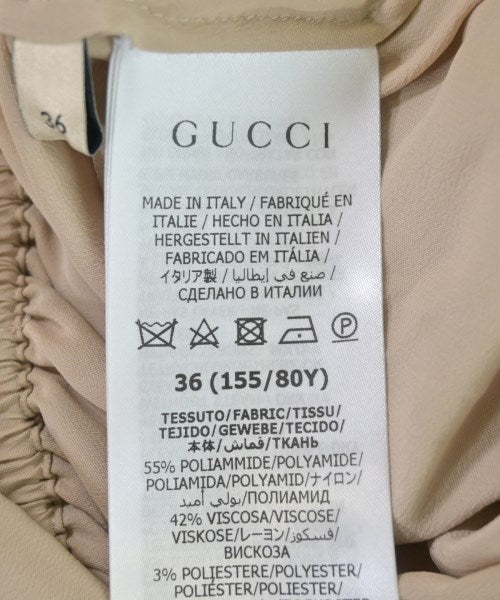 36
GUCCI
MADE IN ITALY / FABRIQUÉ EN
ITALIE / HECHO EN ITALIA /
HERGESTELLT IN ITALIEN /
FABRICADO EM ITÁLIA /
イタリア製 / صنع في إيطاليا /
СДЕЛАНО В ИТАЛИИ
P
36 (155/80Y)
TESSUTO/FABRIC/TISSU/
TEJIDO/GEWEBE/TECIDO/
本体/قماش/ТКАНЬ
55% POLIAMMIDE/POLYAMIDE/
POLIAMIDA/POLYAMID/ナイロン/
بولي أميد/ПОЛИАМИД
42% VISCOSA/VISCOSE/
VISKOSE/レーヨン/فسكوز/
ВИСКОЗА
3% POLIESTERE/POLYESTER/
POLIÉSTER/POLYESTER/